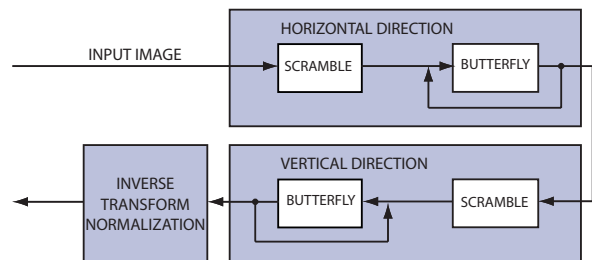 HORIZONTAL DIRECTION
INPUT IMAGE
SCRAMBLE
BUTTERFLY
VERTICAL DIRECTION
INVERSE
TRANSFORM
NORMALIZATION
BUTTERFLY
SCRAMBLE